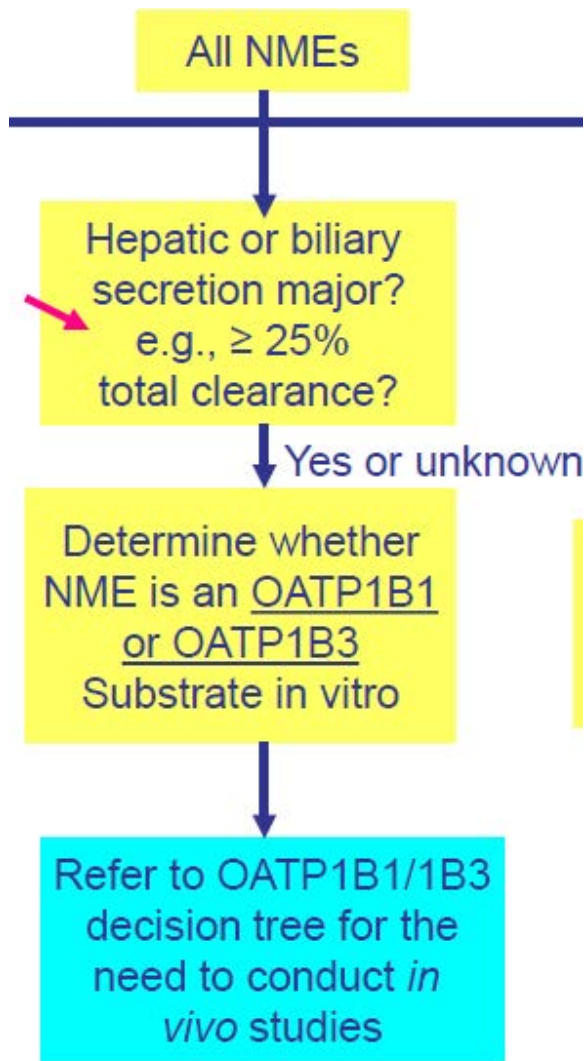 All NMEs
Hepatic or biliary
secretion major?
e.g., ≥ 25%
total clearance?
Yes or unknown
Determine whether
NME is an OATP1B1
or OATP1B3
Substrate in vitro
Refer to OATP1B1/1B3
decision tree for the
need to conduct in
vivo studies